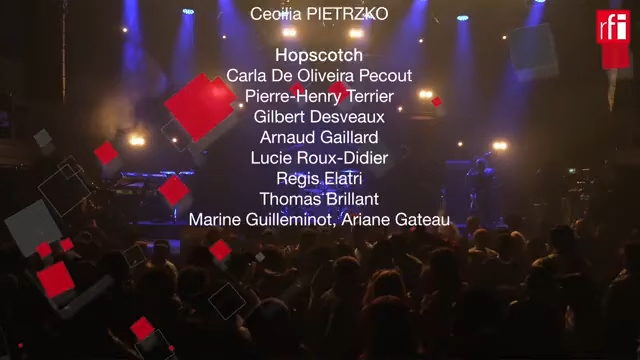 Cecilia PIETRZKO
rfi
Hopscotch
Carla De Oliveira Pecout
Pierre-Henry Terrier
Gilbert Desveaux
Arnaud Gaillard
Lucie Roux-Didier
Regis Elatri
Thomas Brillant
Marine Guilleminot, Ariane Gateau